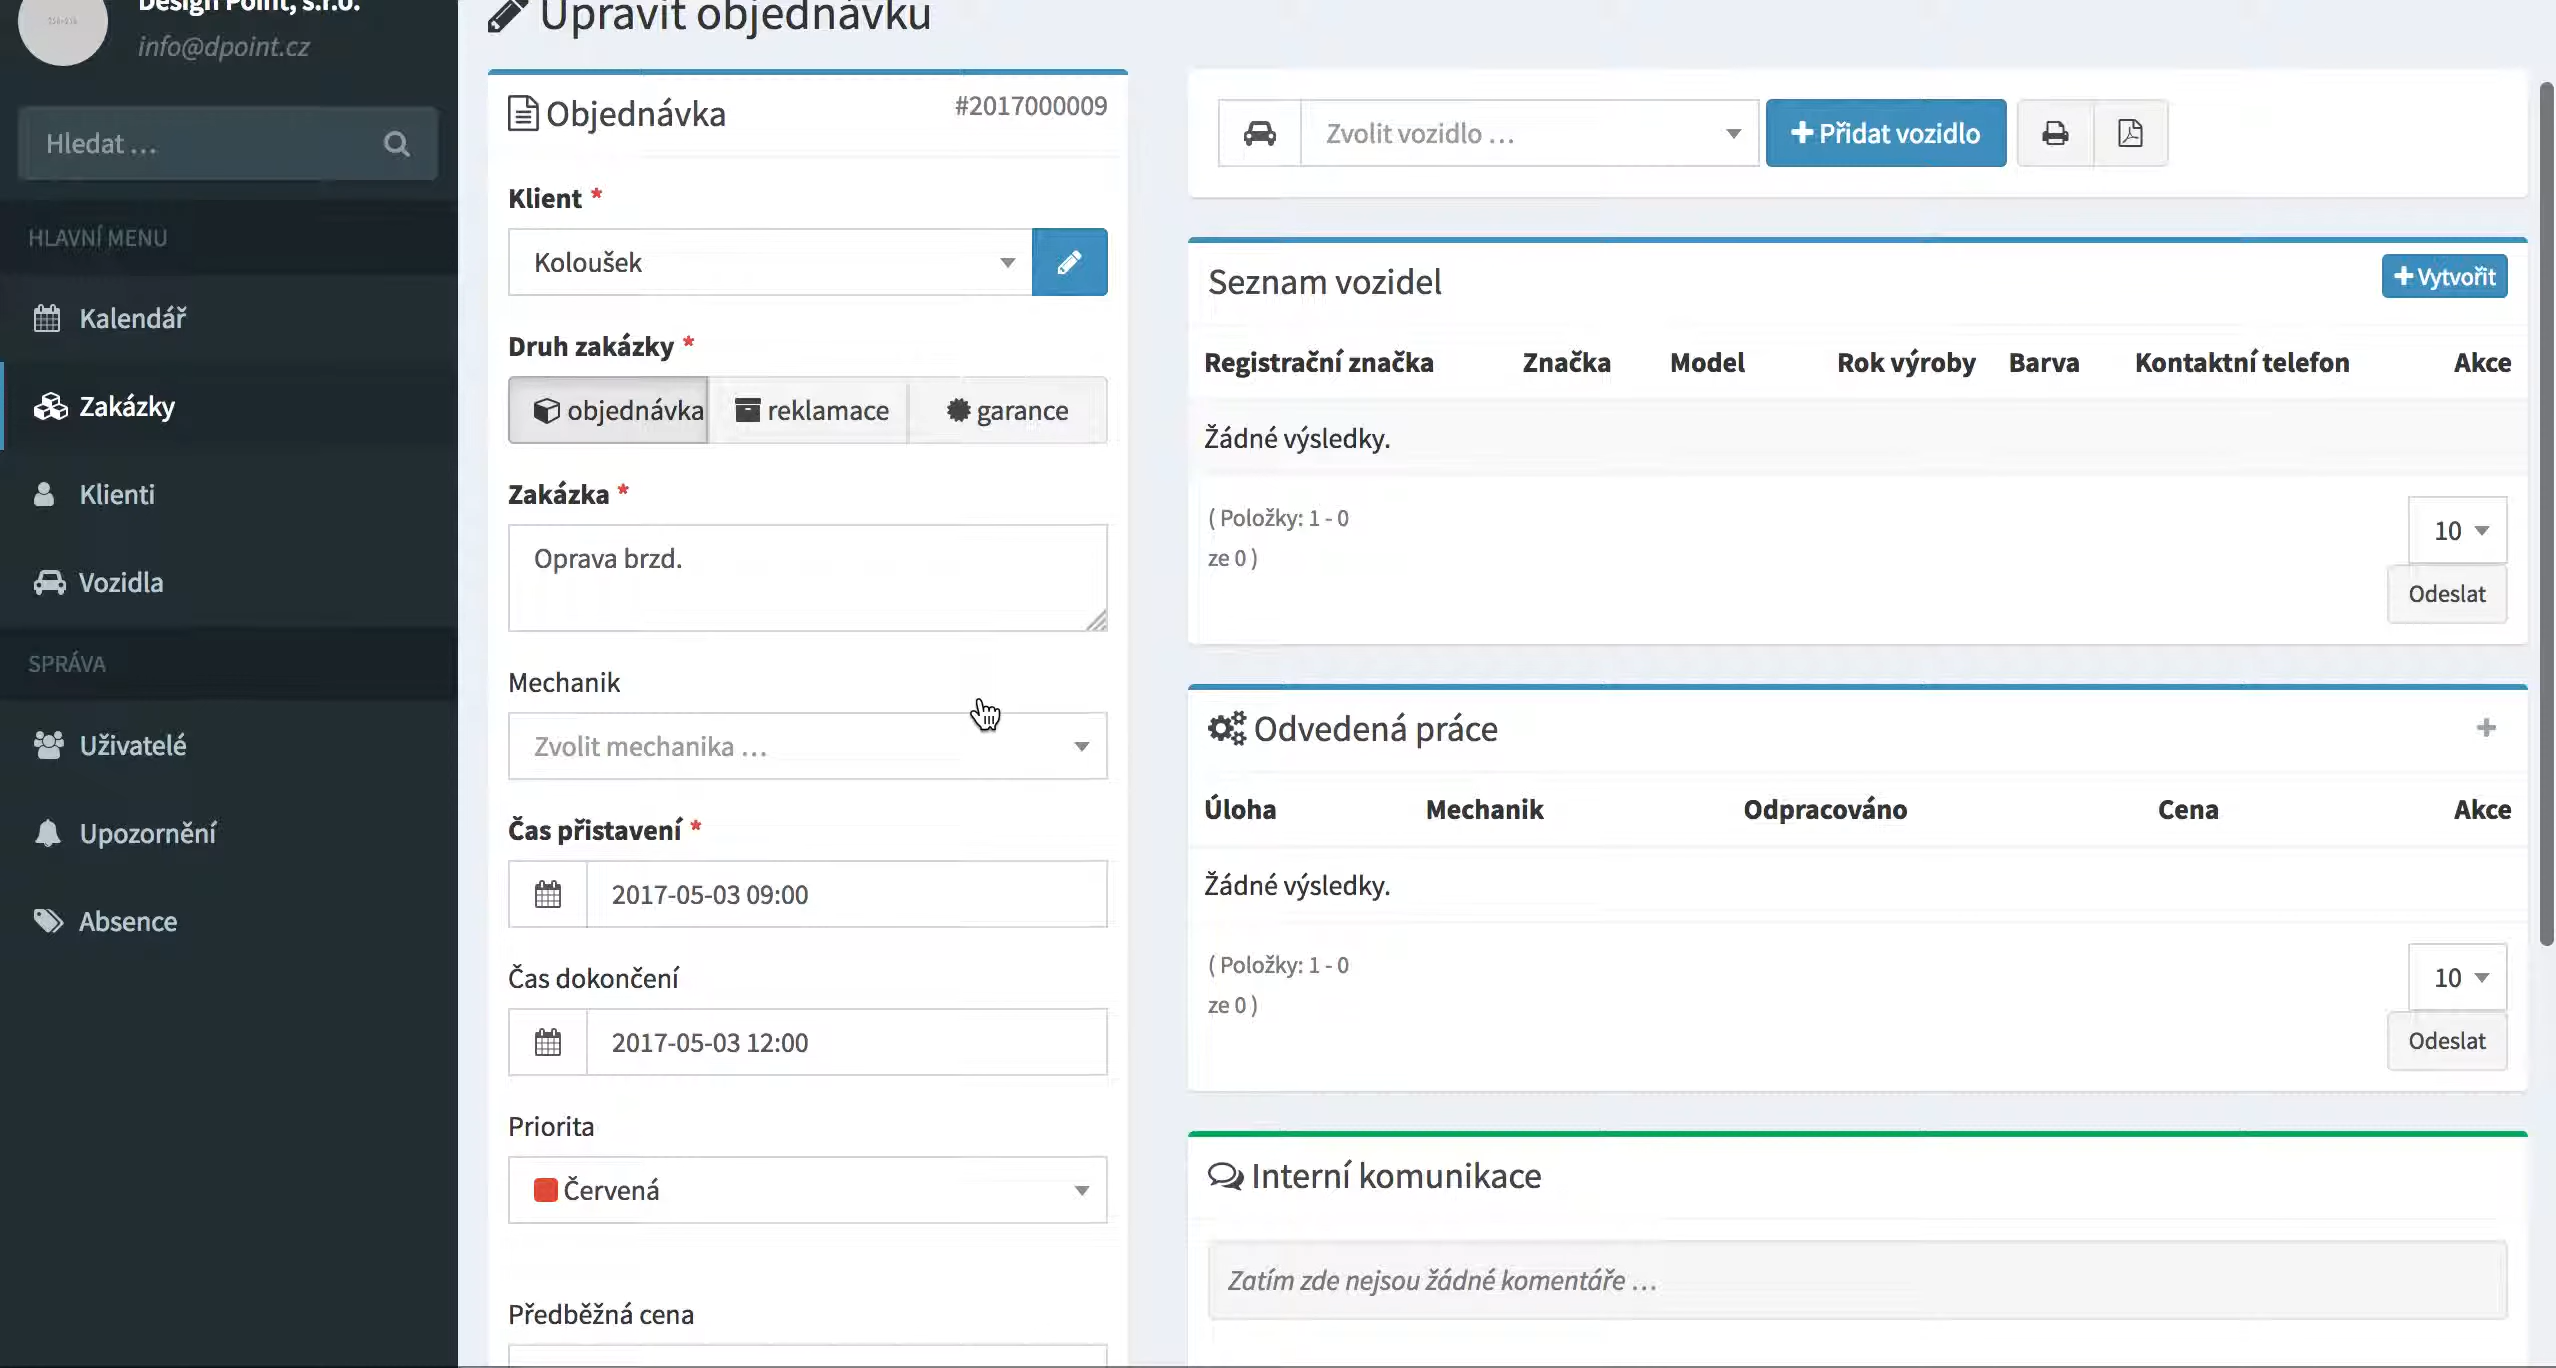 Design Point, s.r.o.
info@dpoint.cz
Hledat ...
HLAVNÍ MENU
Kalendář
Zakázky
Klienti
Vozidla
SPRÁVA
Uživatelé
Upozornění
Absence
Upravit objednávku
Objednávka
#2017000009
Klient *
Koloušek
Druh zakázky *
objednávka
reklamace
garance
Zakázka *
Oprava brzd.
Mechanik
Zvolit mechanika ...
Čas přistavení *
2017-05-03 09:00
Čas dokončení
2017-05-03 12:00
Priorita
Červená
Předběžná cena
Zvolit vozidlo ...
Přidat vozidlo
Seznam vozidel
Vytvořit
Registrační značka Značka Model Rok výroby Barva Kontaktní telefon Akce
Žádné výsledky.
( Položky: 1 - 0
ze 0 )
10
Odeslat
Odvedená práce
Úloha Mechanik Odpracováno Cena Akce
Žádné výsledky.
( Položky: 1 - 0
ze 0 )
10
Odeslat
Interní komunikace
Zatím zde nejsou žádné komentáře ...